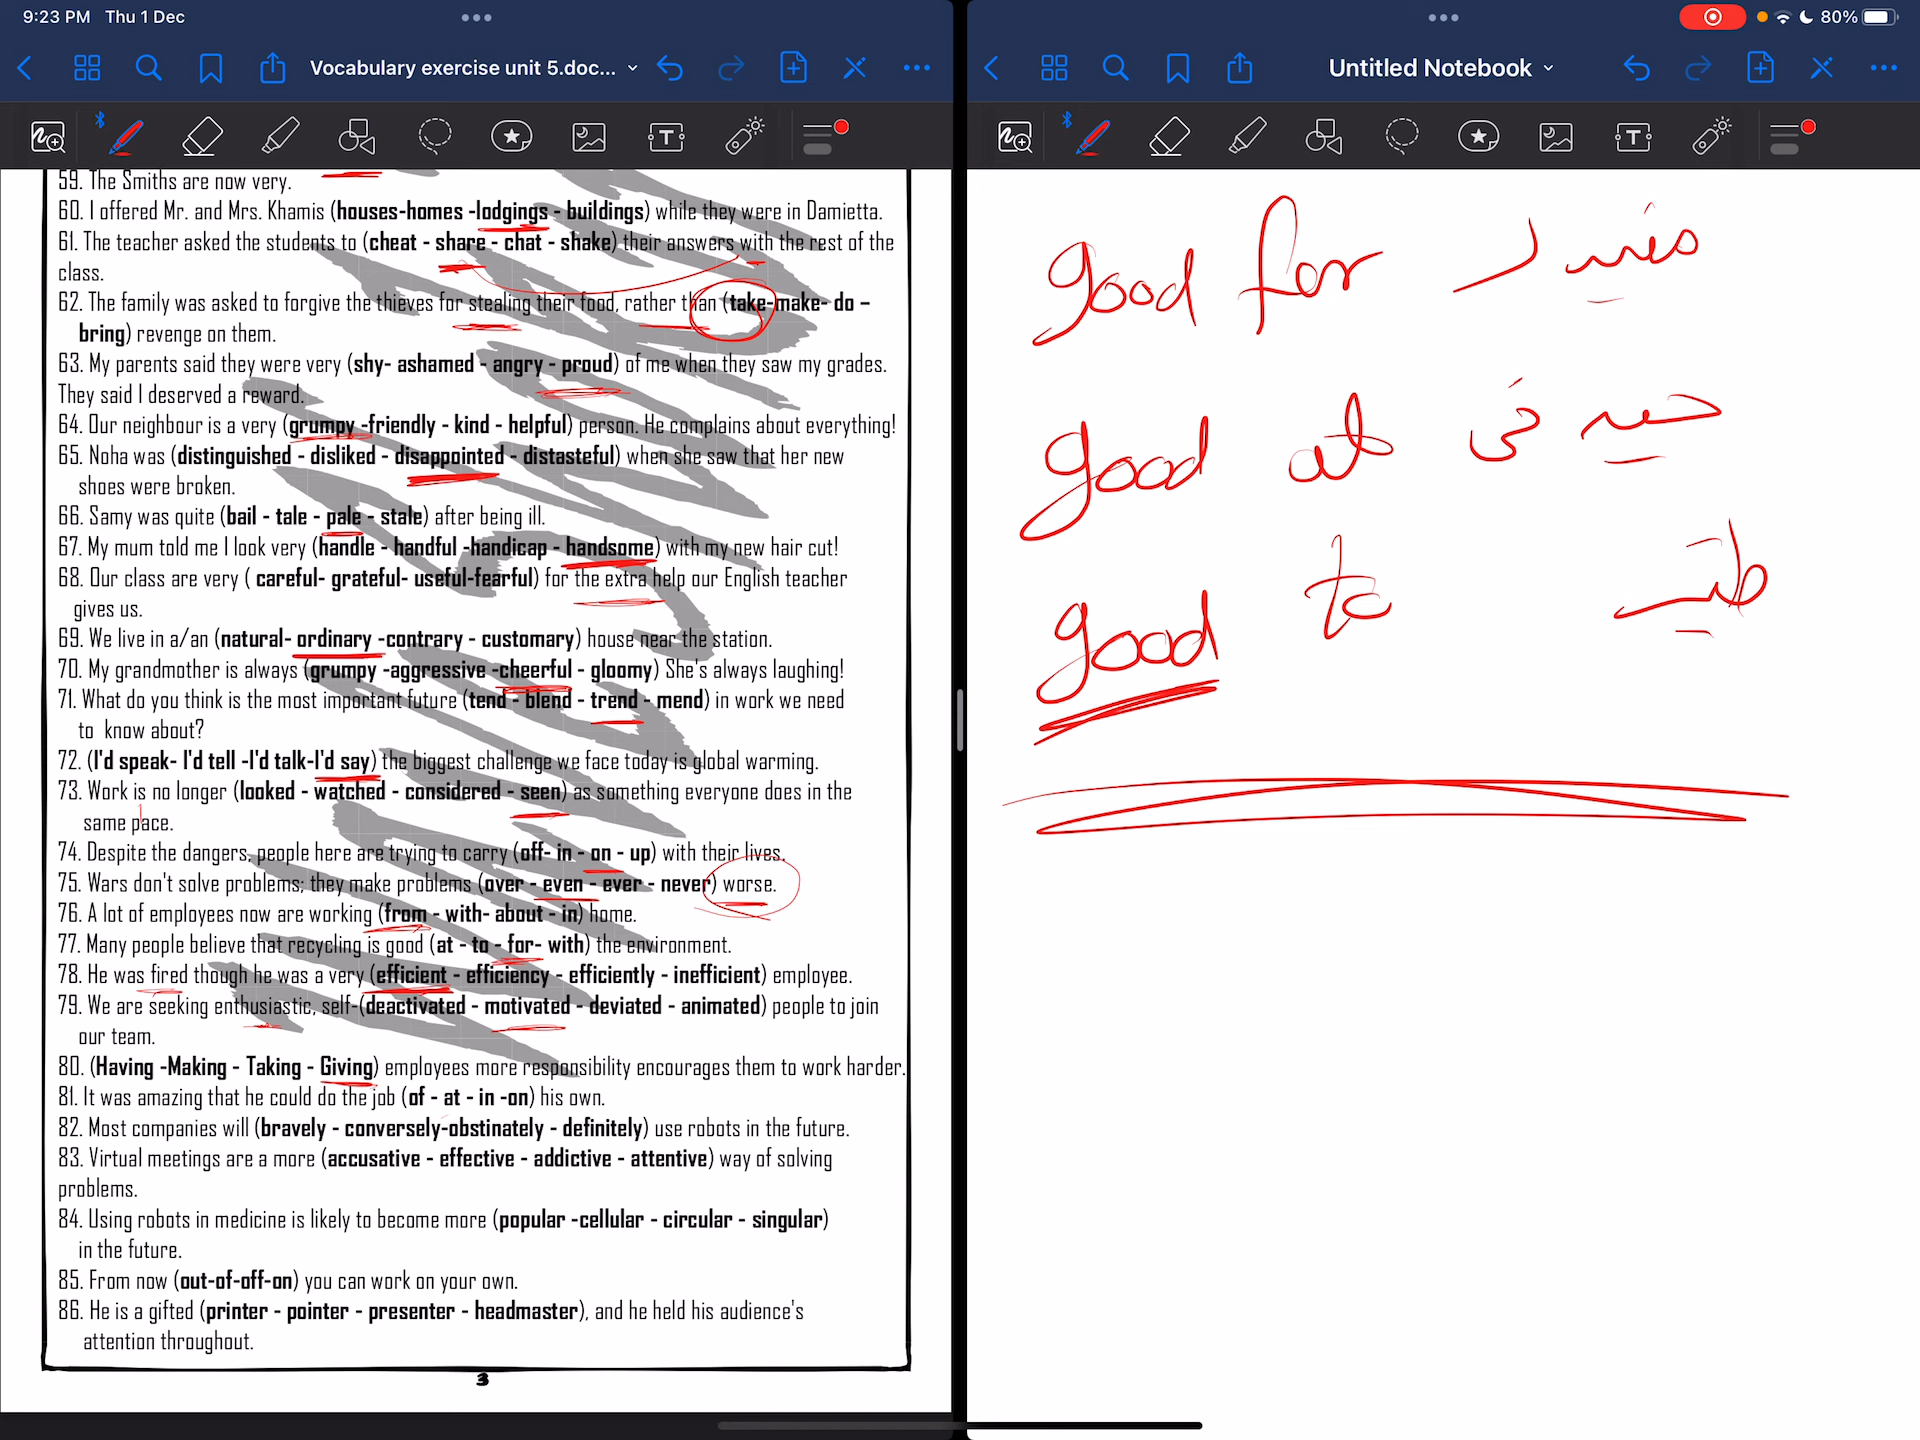 9:23 PM Thu 1 Dec
80%
Vocabulary exercise unit 5.doc...
Untitled Notebook
59. The Smiths are now very.
60. I offered Mr. and Mrs. Khamis (houses-homes -lodgings - buildings) while they were in Damietta.
61. The teacher asked the students to (cheat - share - chat - shake) their answers with the rest of the
class.
62. The family was asked to forgive the thieves for stealing their food, rather than (take-make- do –
bring) revenge on them.
63. My parents said they were very (shy- ashamed - angry - proud) of me when they saw my grades.
They said I deserved a reward.
64. Our neighbour is a very (grumpy -friendly - kind - helpful) person. He complains about everything!
65. Noha was (distinguished - disliked - disappointed - distasteful) when she saw that her new
shoes were broken.
66. Samy was quite (bail - tale - pale - stale) after being ill.
67. My mum told me I look very (handle - handful -handicap - handsome) with my new hair cut!
68. Our class are very ( careful- grateful- useful-fearful) for the extra help our English teacher
gives us.
69. We live in a/an (natural- ordinary -contrary - customary) house near the station.
70. My grandmother is always (grumpy -aggressive -cheerful - gloomy) She's always laughing!
71. What do you think is the most important future (tend - blend - trend - mend) in work we need
to know about?
72. (I'd speak- I'd tell -I'd talk-I'd say) the biggest challenge we face today is global warming.
73. Work is no longer (looked - watched - considered - seen) as something everyone does in the
same pace.
74. Despite the dangers, people here are trying to carry (off- in - on - up) with their lives.
75. Wars don't solve problems; they make problems (over - even - ever - never) worse.
76. A lot of employees now are working (from - with- about - in) home.
77. Many people believe that recycling is good (at - to - for- with) the environment.
78. He was fired though he was a very (efficient - efficiency - efficiently - inefficient) employee.
79. We are seeking enthusiastic, self-(deactivated - motivated - deviated - animated) people to join
our team.
80. (Having -Making - Taking - Giving) employees more responsibility encourages them to work harder.
81. It was amazing that he could do the job (of - at - in -on) his own.
82. Most companies will (bravely - conversely-obstinately - definitely) use robots in the future.
83. Virtual meetings are a more (accusative - effective - addictive - attentive) way of solving
problems.
84. Using robots in medicine is likely to become more (popular -cellular - circular - singular)
in the future.
85. From now (out-of-off-on) you can work on your own.
86. He is a gifted (printer - pointer - presenter - headmaster), and he held his audience's
attention throughout.
3
good for مفيد لـ
good at جيد في
good to طيب